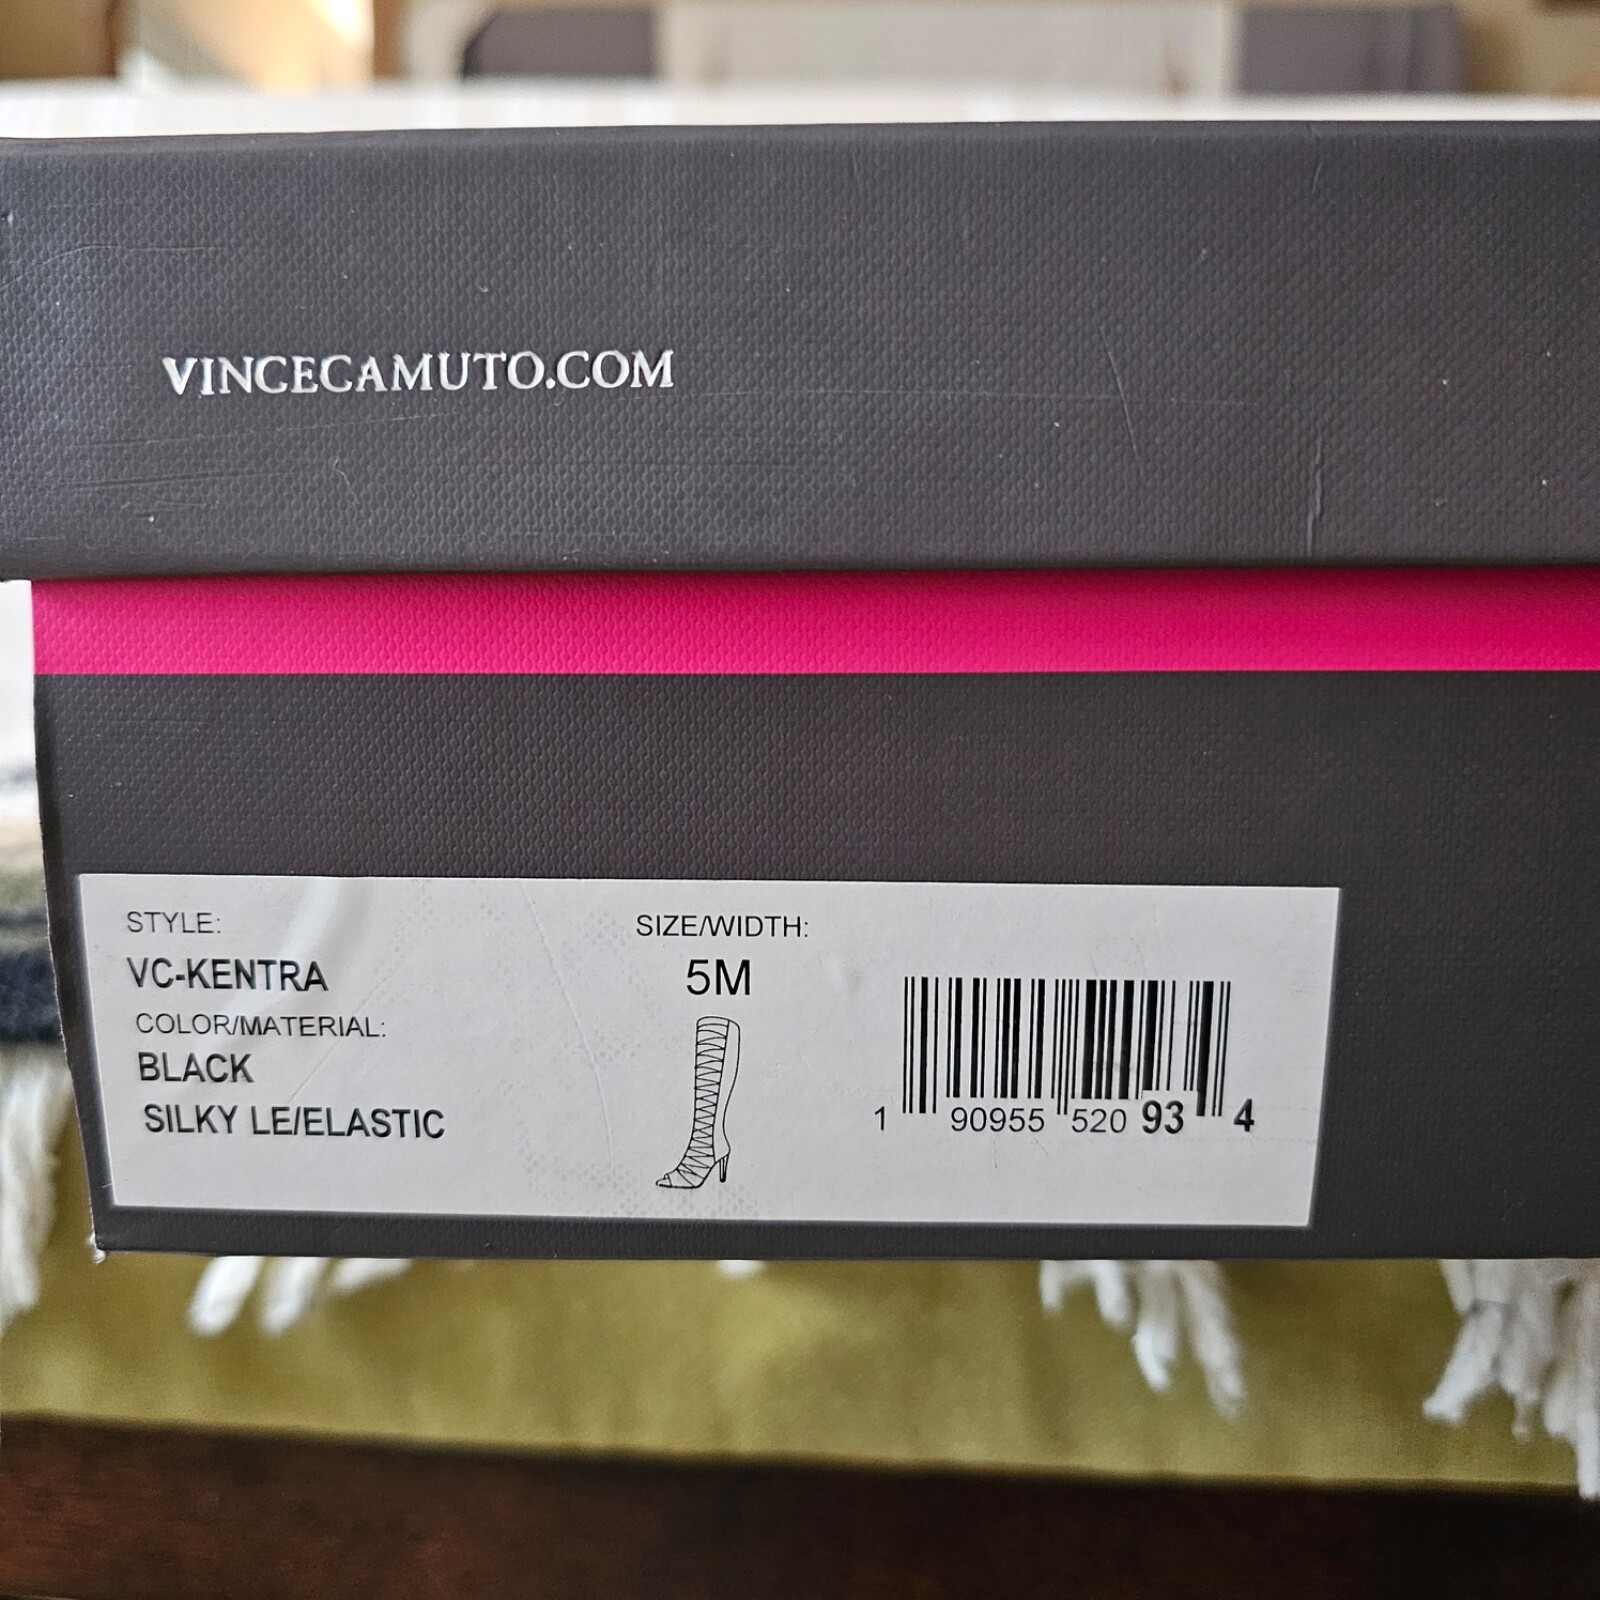 VINCECAMUTO.COM
STYLE:
VC-KENTRA
COLOR/MATERIAL:
BLACK
SILKY LE/ELASTIC
SIZE/WIDTH:
5M
1 90955 520 93 4